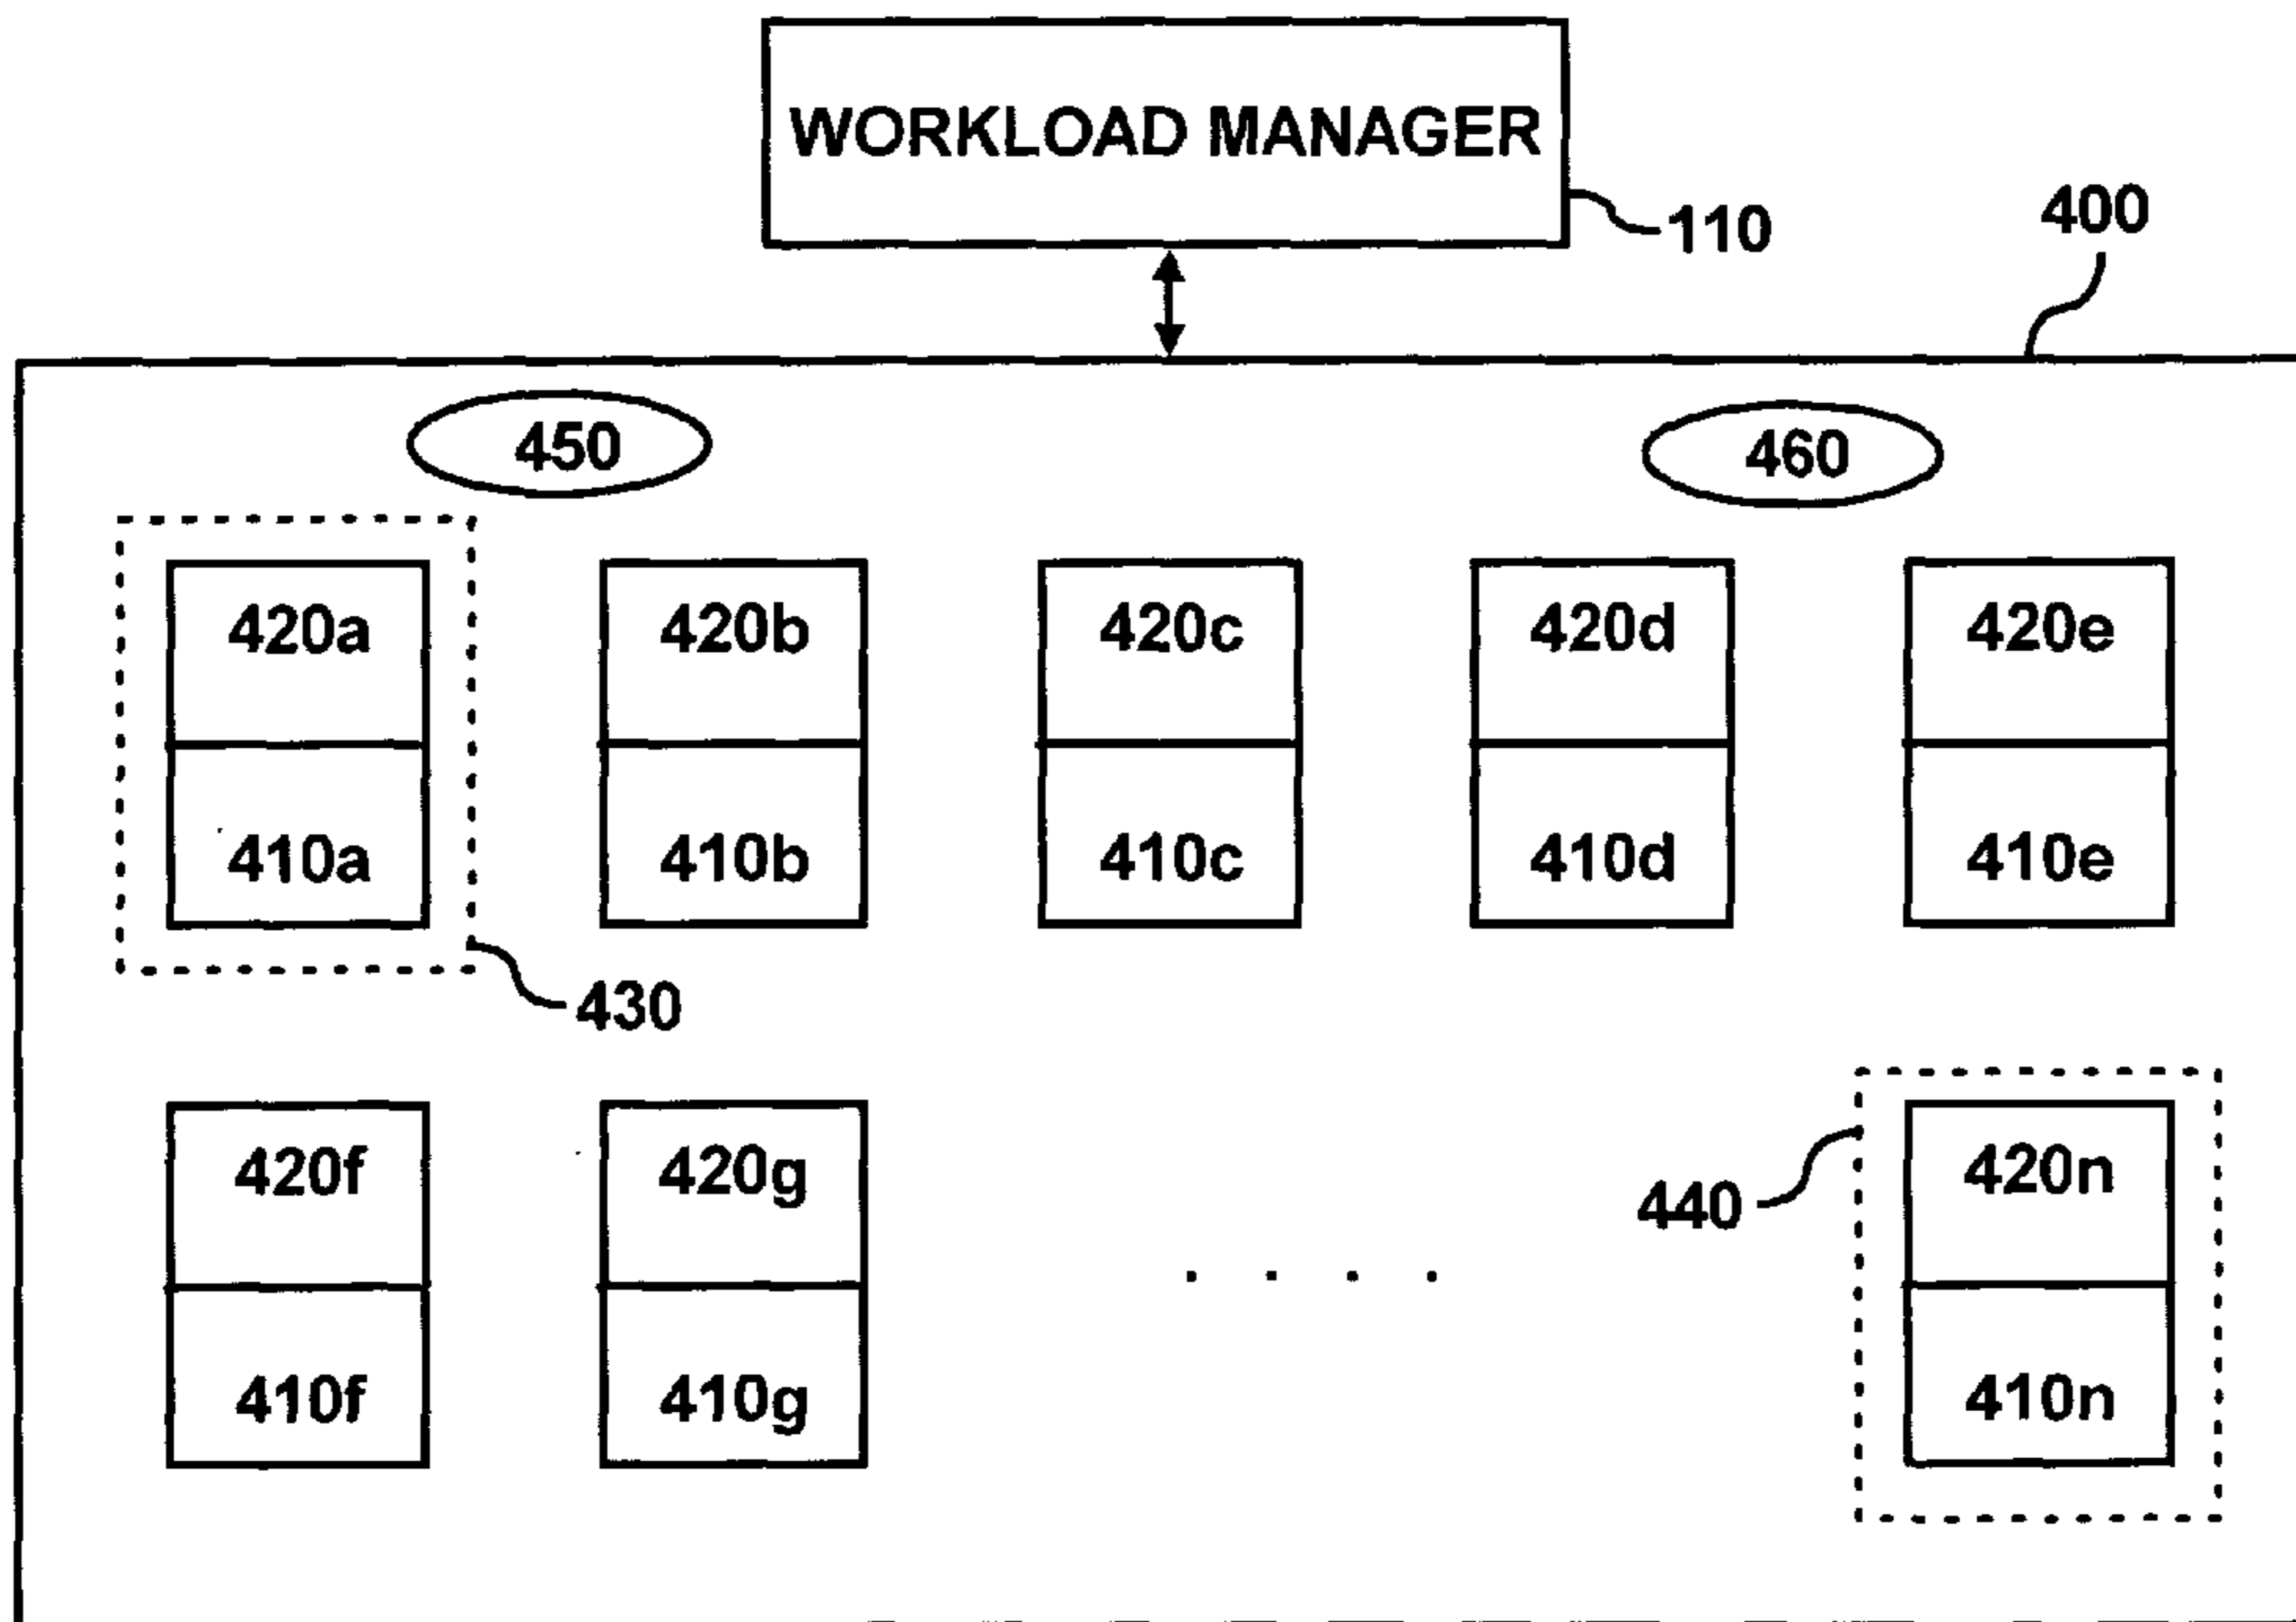 WORKLOAD MANAGER
110
400
450
460
420a 420b 420c 420d 420e
410a 410b 410c 410d 410e
430
420f 420g 420n
440
. . . .
410f 410g 410n